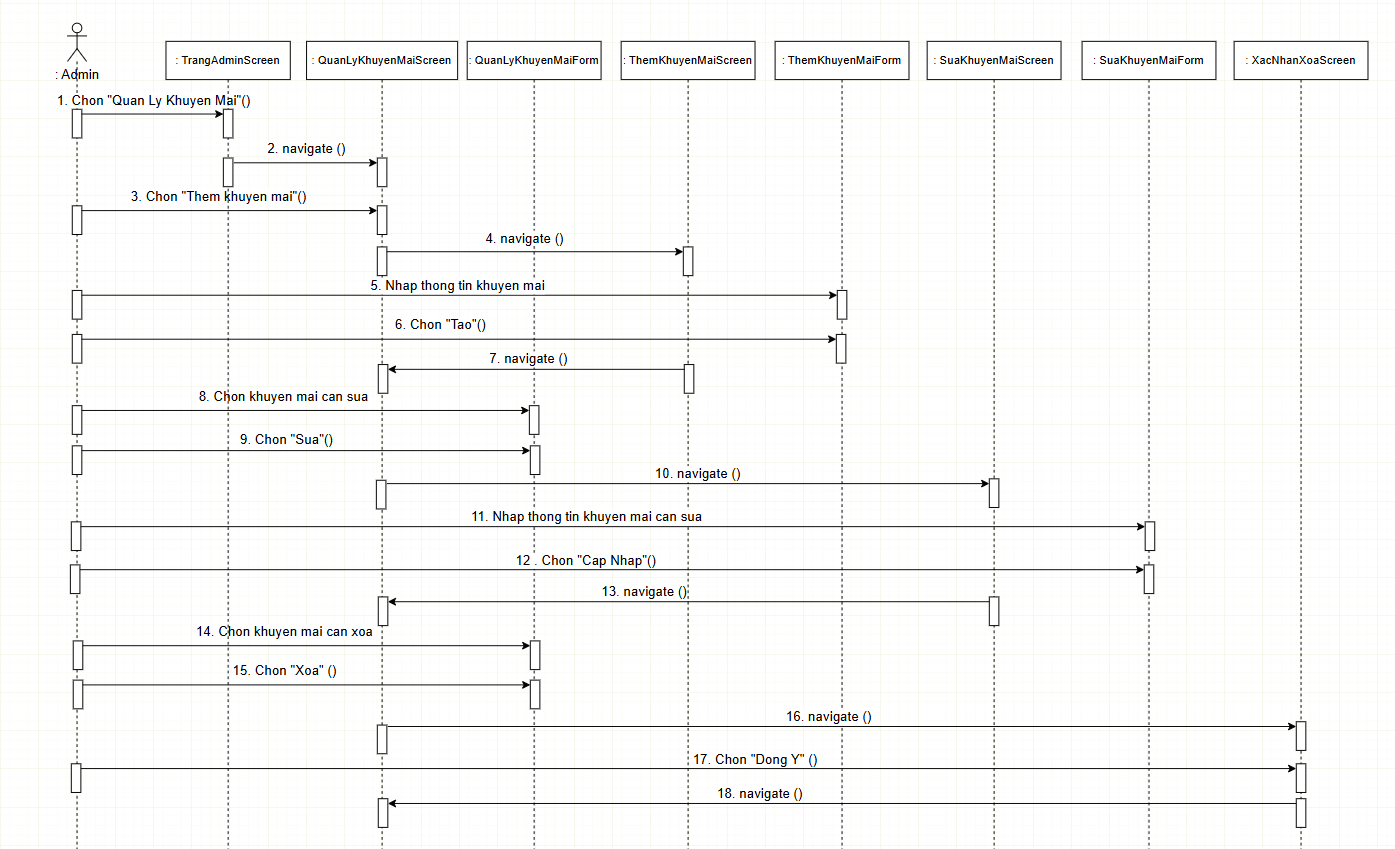 : Admin
: TrangAdminScreen
: QuanLyKhuyenMaiScreen
: QuanLyKhuyenMaiForm
: ThemKhuyenMaiScreen
: ThemKhuyenMaiForm
: SuaKhuyenMaiScreen
: SuaKhuyenMaiForm
: XacNhanXoaScreen
1. Chon "Quan Ly Khuyen Mai"()
2. navigate ()
3. Chon "Them khuyen mai"()
4. navigate ()
5. Nhap thong tin khuyen mai
6. Chon "Tao"()
7. navigate ()
8. Chon khuyen mai can sua
9. Chon "Sua"()
10. navigate ()
11. Nhap thong tin khuyen mai can sua
12 . Chon "Cap Nhap"()
13. navigate ()
14. Chon khuyen mai can xoa
15. Chon "Xoa" ()
16. navigate ()
17. Chon "Dong Y" ()
18. navigate ()